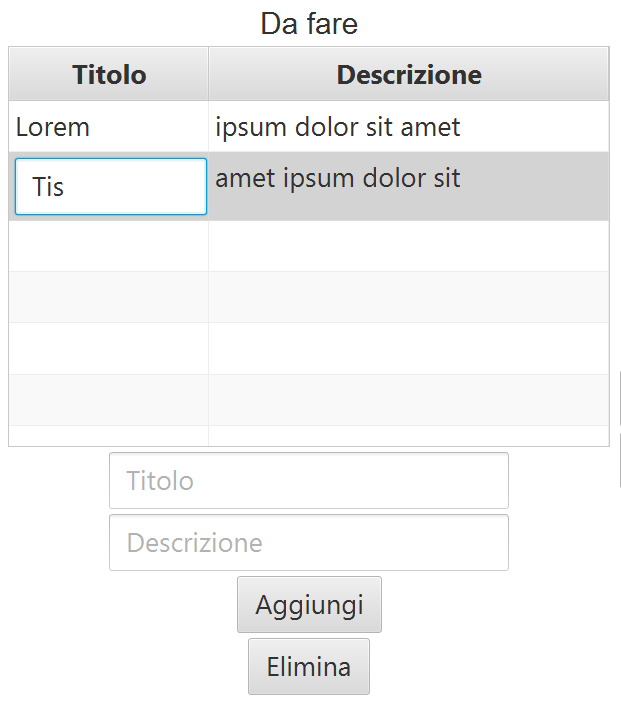 Da fare
Titolo Descrizione
Lorem ipsum dolor sit amet
Tis amet ipsum dolor sit
Titolo
Descrizione
Aggiungi
Elimina